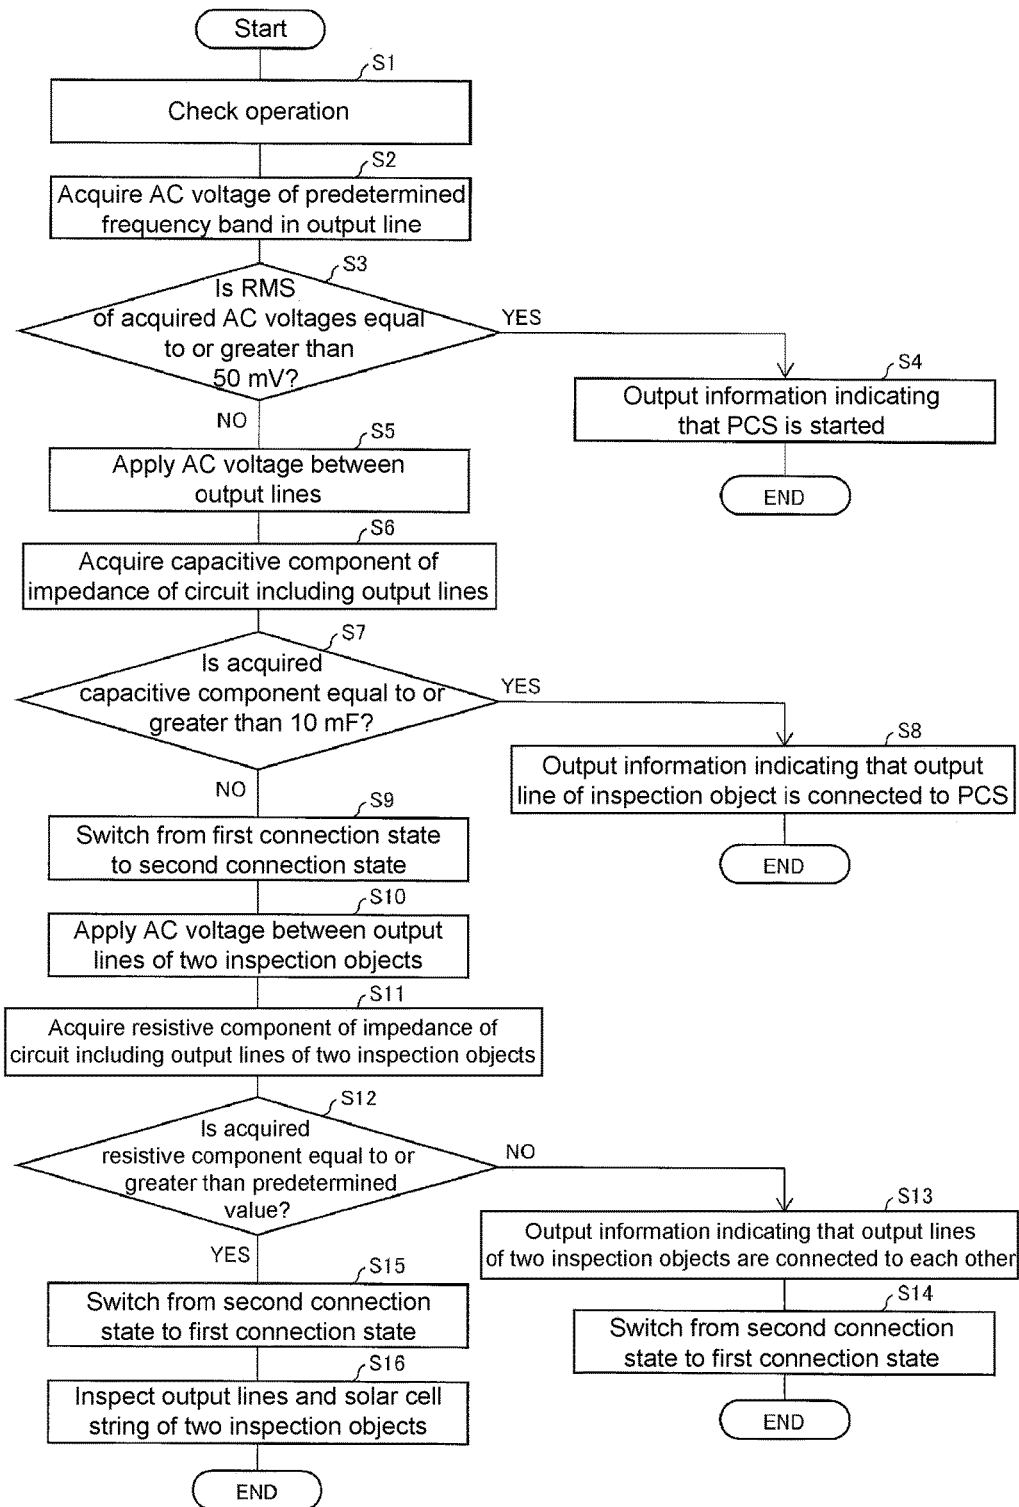 Start
S1
Check operation
S2
Acquire AC voltage of predetermined
frequency band in output line
S3
Is RMS
of acquired AC voltages equal
to or greater than
50 mV?
YES
S4
Output information indicating
that PCS is started
END
NO
S5
Apply AC voltage between
output lines
S6
Acquire capacitive component of
impedance of circuit including output lines
S7
Is acquired
capacitive component equal to or
greater than 10 mF?
YES
S8
Output information indicating that output
line of inspection object is connected to PCS
END
NO
S9
Switch from first connection state
to second connection state
S10
Apply AC voltage between output
lines of two inspection objects
S11
Acquire resistive component of impedance of
circuit including output lines of two inspection objects
S12
Is acquired
resistive component equal to or
greater than predetermined
value?
NO
S13
Output information indicating that output lines
of two inspection objects are connected to each other
S14
Switch from second connection
state to first connection state
END
YES
S15
Switch from second connection
state to first connection state
S16
Inspect output lines and solar cell
string of two inspection objects
END